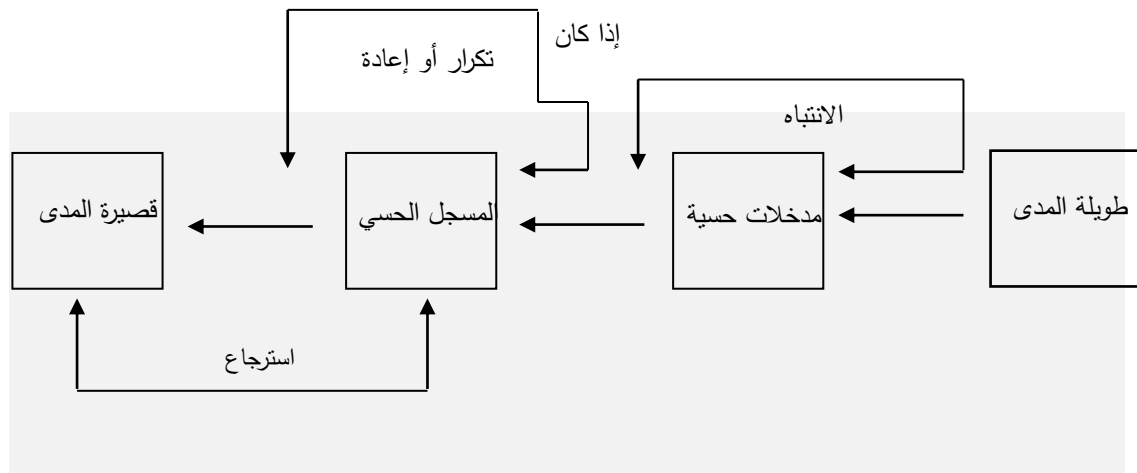 إذا كان
تكرار أو إعادة
الانتباه
طويلة المدى
مدخلات حسية
المسجل الحسي
قصيرة المدى
استرجاع